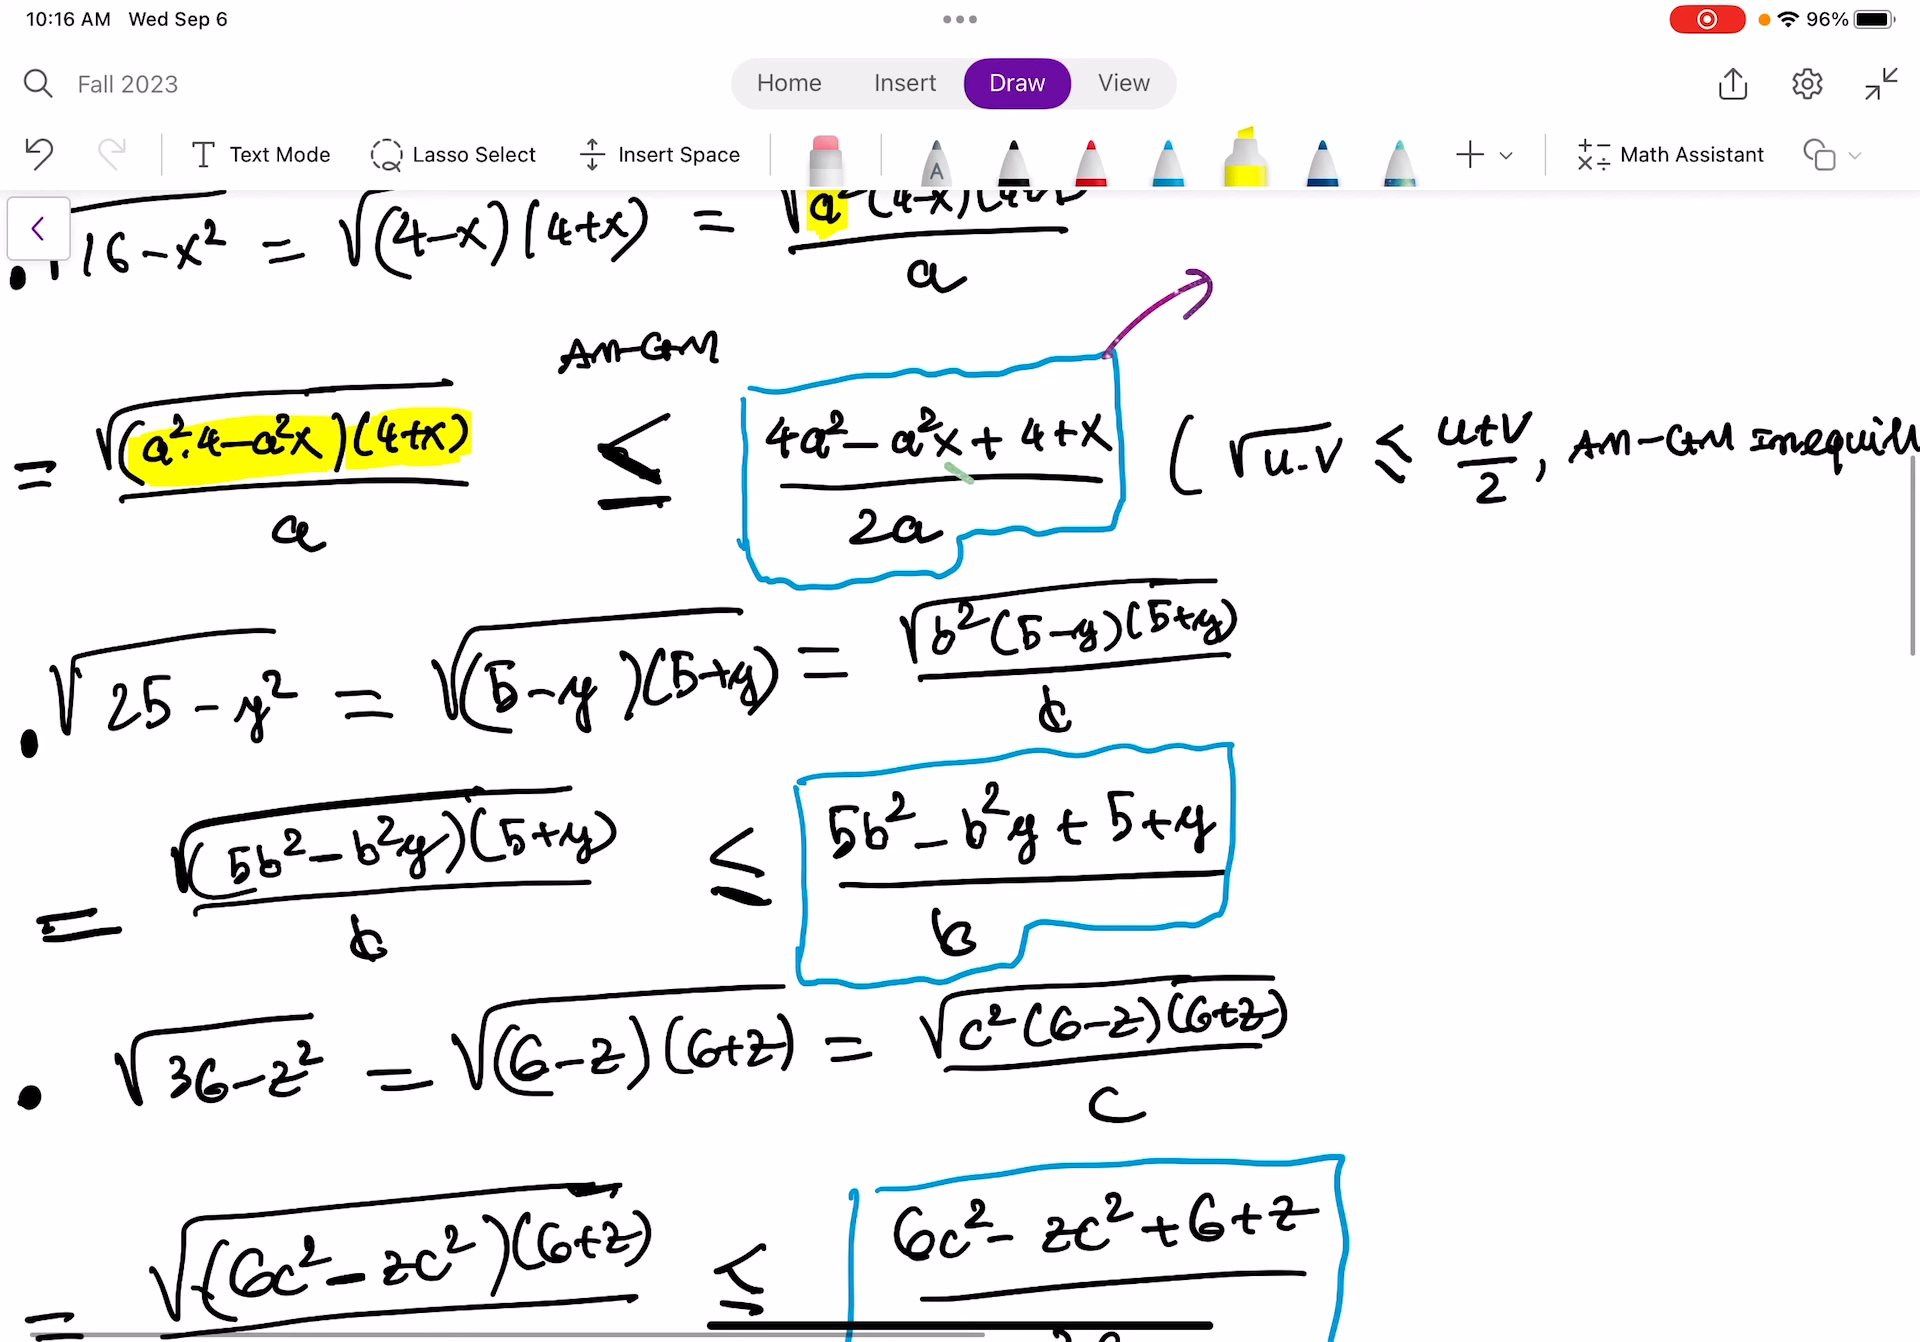 10:16 AM Wed Sep 6
96%
Fall 2023
Home Insert Draw View
Text Mode Lasso Select Insert Space A Math Assistant
√16-x² = √(4-x)(4+x) = √a²(4-x)(4+x) / a
AM-GM
= √(a²·4-a²x)(4+x) / a ≤ 4a²-a²x+4+x / 2a ( √u·v ≤ u+v / 2, AM-GM
• √25-y² = √(5-y)(5+y) = √b²(5-y)(5+y) / b
= √(5b²-b²y)(5+y) / b ≤ 5b²-b²y+5+y / b
• √36-z² = √(6-z)(6+z) = √c²(6-z)(6+z) / c
= √(6c²-zc²)(6+z) ≤ 6c²-zc²+6+z